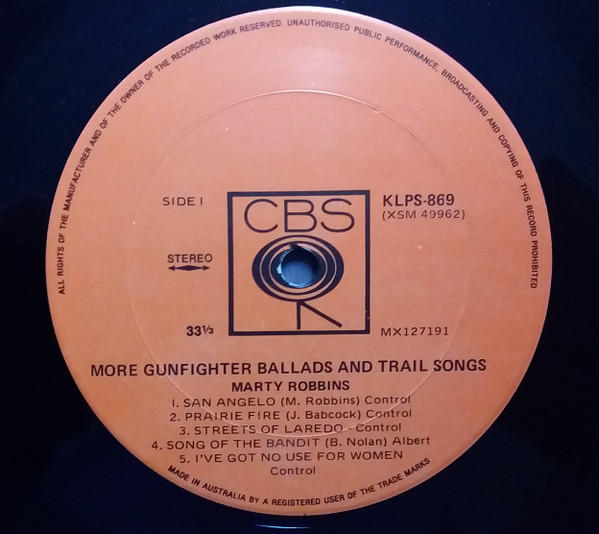 ALL RIGHTS OF THE MANUFACTURER AND OF THE OWNER OF THE RECORDED WORK RESERVED. UNAUTHORISED PUBLIC PERFORMANCE, BROADCASTING AND COPYING OF THIS RECORD PROHIBITED
SIDE 1
CBS
KLPS-869
(XSM 49962)
STEREO
33⅓
MX127191
MORE GUNFIGHTER BALLADS AND TRAIL SONGS
MARTY ROBBINS
1. SAN ANGELO (M. Robbins) Control
2. PRAIRIE FIRE (J. Babcock) Control
3. STREETS OF LAREDO - Control
4. SONG OF THE BANDIT (B. Nolan) Albert
5. I'VE GOT NO USE FOR WOMEN
Control
MADE IN AUSTRALIA BY A REGISTERED USER OF THE TRADE MARKS